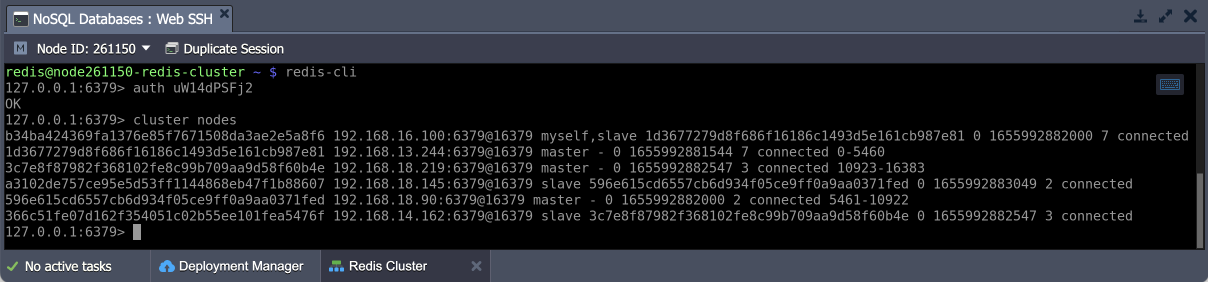 NoSQL Databases : Web SSH
M Node ID: 261150 Duplicate Session
redis@node261150-redis-cluster ~ $ redis-cli
127.0.0.1:6379> auth uW14dPSFj2
OK
127.0.0.1:6379> cluster nodes
b34ba424369fa1376e85f7671508da3ae2e5a8f6 192.168.16.100:6379@16379 myself,slave 1d3677279d8f686f16186c1493d5e161cb987e81 0 1655992882000 7 connected
1d3677279d8f686f16186c1493d5e161cb987e81 192.168.13.244:6379@16379 master - 0 1655992881544 7 connected 0-5460
3c7e8f87982f368102fe8c99b709aa9d58f60b4e 192.168.18.219:6379@16379 master - 0 1655992882547 3 connected 10923-16383
a3102de757ce95e5d53ff1144868eb47f1b88607 192.168.18.145:6379@16379 slave 596e615cd6557cb6d934f05ce9ff0a9aa0371fed 0 1655992883049 2 connected
596e615cd6557cb6d934f05ce9ff0a9aa0371fed 192.168.18.90:6379@16379 master - 0 1655992882000 2 connected 5461-10922
366c51fe07d162f354051c02b55ee101fea5476f 192.168.14.162:6379@16379 slave 3c7e8f87982f368102fe8c99b709aa9d58f60b4e 0 1655992882547 3 connected
127.0.0.1:6379>
No active tasks Deployment Manager Redis Cluster